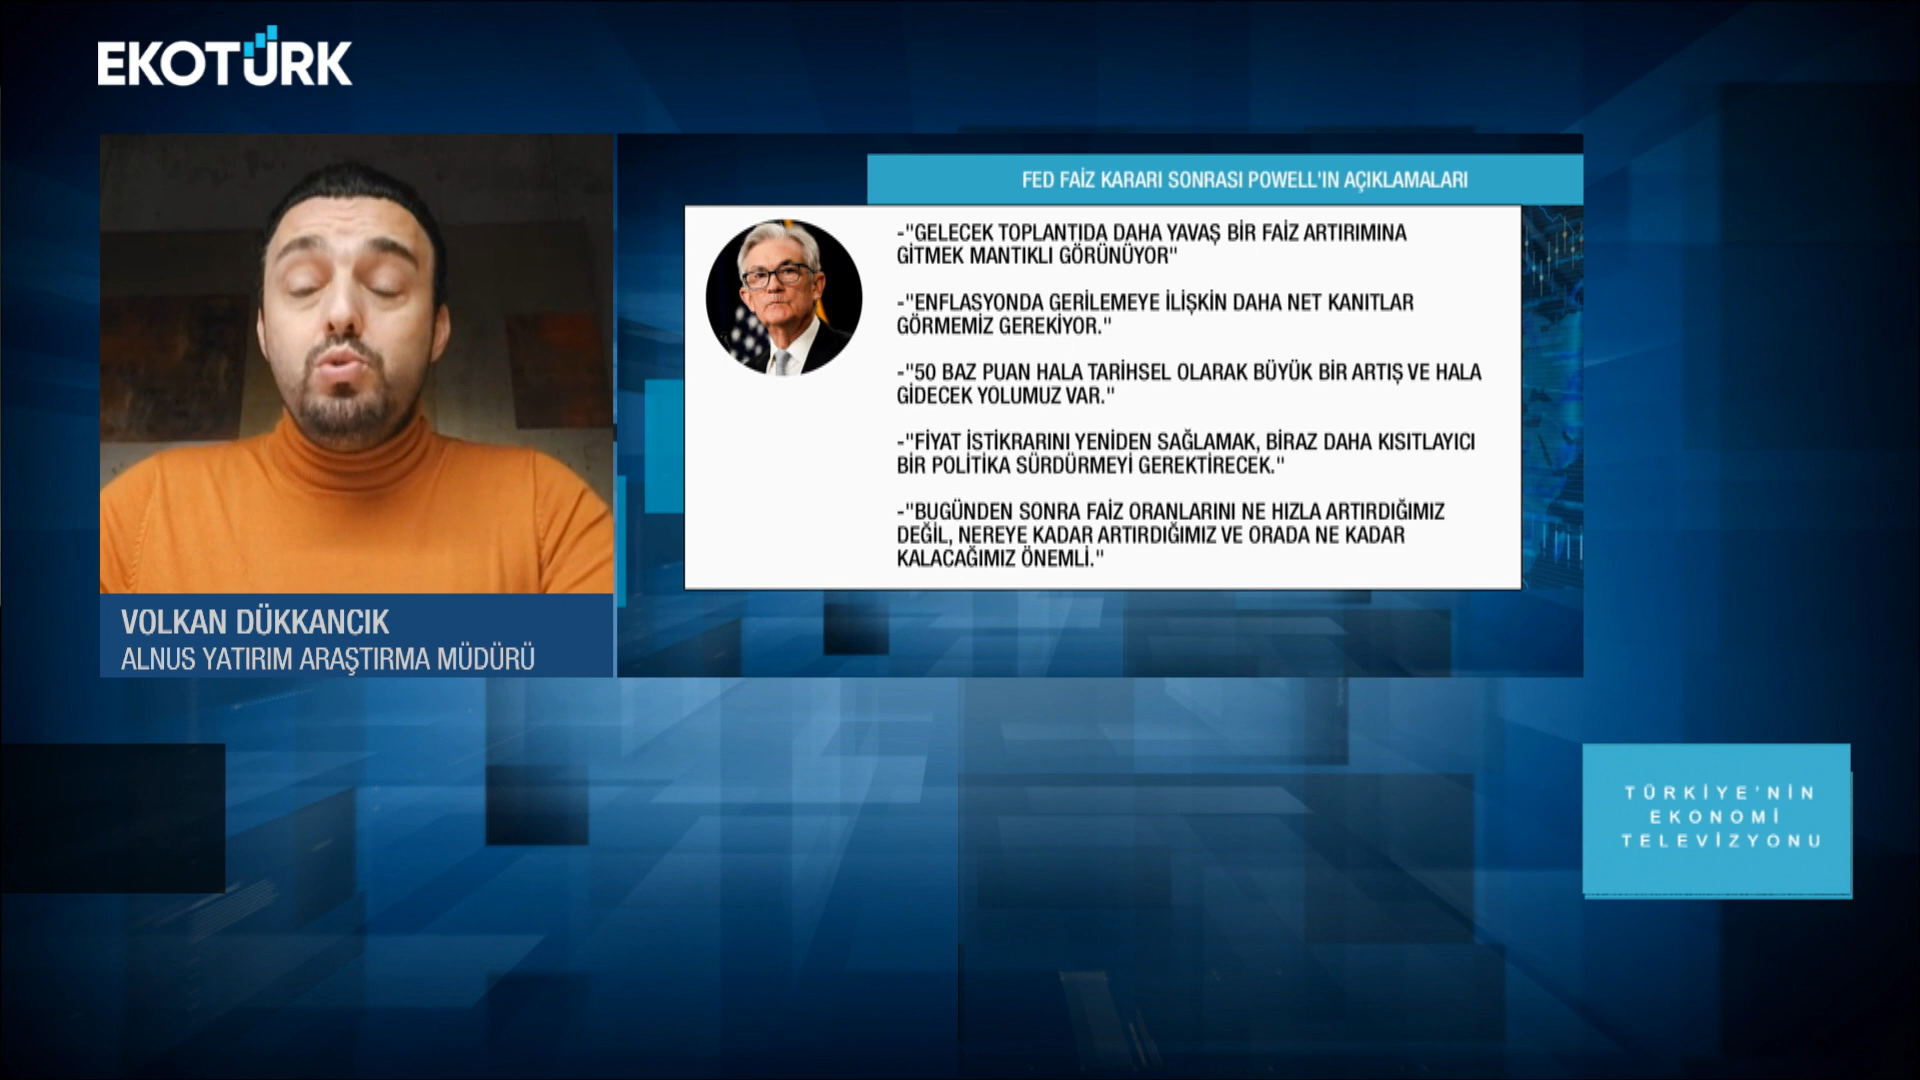 EKOTÜRK
FED FAİZ KARARI SONRASI POWELL'IN AÇIKLAMALARI
-"GELECEK TOPLANTIDA DAHA YAVAŞ BİR FAİZ ARTIRIMINA
GİTMEK MANTIKLI GÖRÜNÜYOR"
-"ENFLASYONDA GERİLEMEYE İLİŞKİN DAHA NET KANITLAR
GÖRMEMİZ GEREKİYOR."
-"50 BAZ PUAN HALA TARİHSEL OLARAK BÜYÜK BİR ARTIŞ VE HALA
GİDECEK YOLUMUZ VAR."
-"FİYAT İSTİKRARINI YENİDEN SAĞLAMAK, BİRAZ DAHA KISITLAYICI
BİR POLİTİKA SÜRDÜRMEYİ GEREKTİRECEK."
-"BUGÜNDEN SONRA FAİZ ORANLARINI NE HIZLA ARTIRDIĞIMIZ
DEĞİL, NEREYE KADAR ARTIRDIĞIMIZ VE ORADA NE KADAR
KALACAĞIMIZ ÖNEMLİ."
VOLKAN DÜKKANCIK
ALNUS YATIRIM ARAŞTIRMA MÜDÜRÜ
TÜRKİYE'NİN
EKONOMİ
TELEVİZYONU